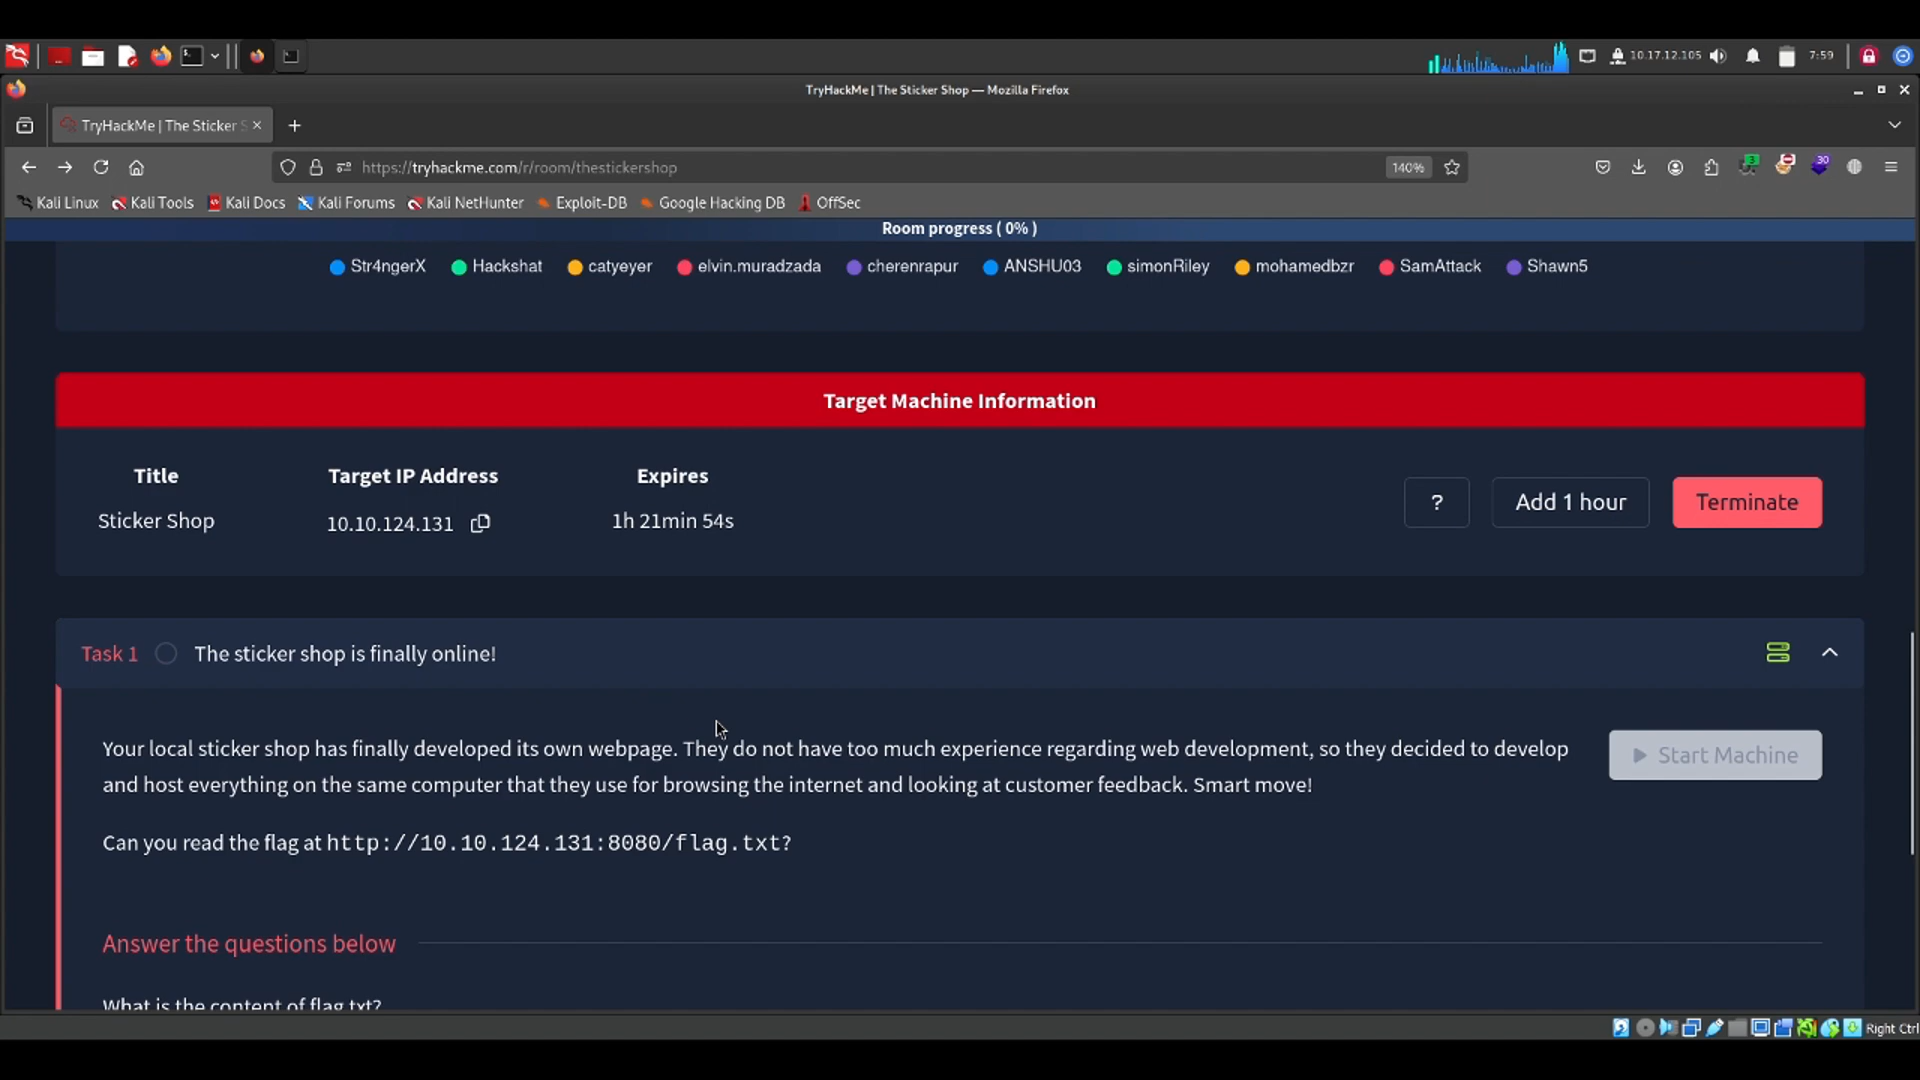 10.17.12.105
7:59
TryHackMe | The Sticker Shop — Mozilla Firefox
TryHackMe | The Sticker S
https://tryhackme.com/r/room/thestickershop
140%
3
30
Kali Linux Kali Tools Kali Docs Kali Forums Kali NetHunter Exploit-DB Google Hacking DB OffSec
Room progress ( 0% )
Str4ngerX Hackshat catyeyer elvin.muradzada cherenrapur ANSHU03 simonRiley mohamedbzr SamAttack Shawn5
Target Machine Information
Title Target IP Address Expires
Sticker Shop 10.10.124.131 1h 21min 54s ? Add 1 hour Terminate
Task 1 The sticker shop is finally online!
Your local sticker shop has finally developed its own webpage. They do not have too much experience regarding web development, so they decided to develop
and host everything on the same computer that they use for browsing the internet and looking at customer feedback. Smart move!
Start Machine
Can you read the flag at http://10.10.124.131:8080/flag.txt?
Answer the questions below
What is the content of flag.txt?
Right Ctrl